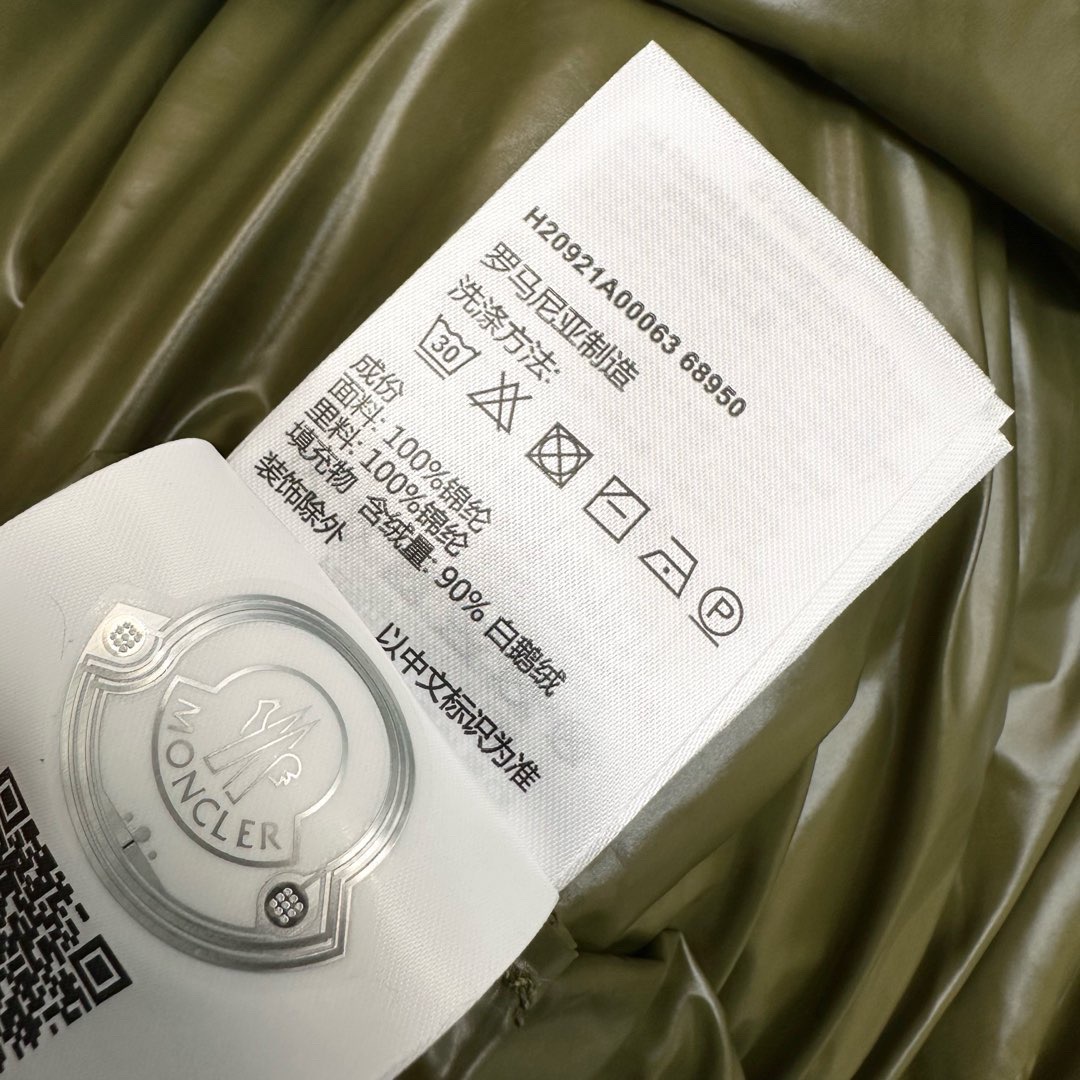 H20921A00063 68950
罗马尼亚制造
洗涤方法:
30
P
成份
面料: 100%锦纶
里料: 100%锦纶
填充物 含绒量: 90% 白鹅绒
装饰除外
以中文标识为准
MONCLER